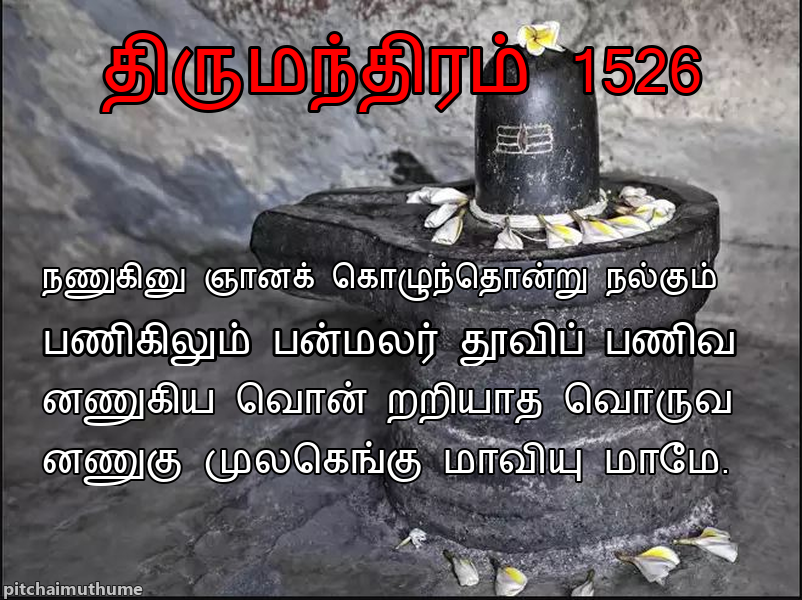 திருமந்திரம் 1526
நணுகினு ஞானக் கொழுந்தொன்று நல்கும்
பணிகிலும் பன்மலர் தூவிப் பணிவ
னணுகிய வொன் றறியாத வொருவ
னணுகு முலகெங்கு மாவியு மாமே.
pitchaimuthume